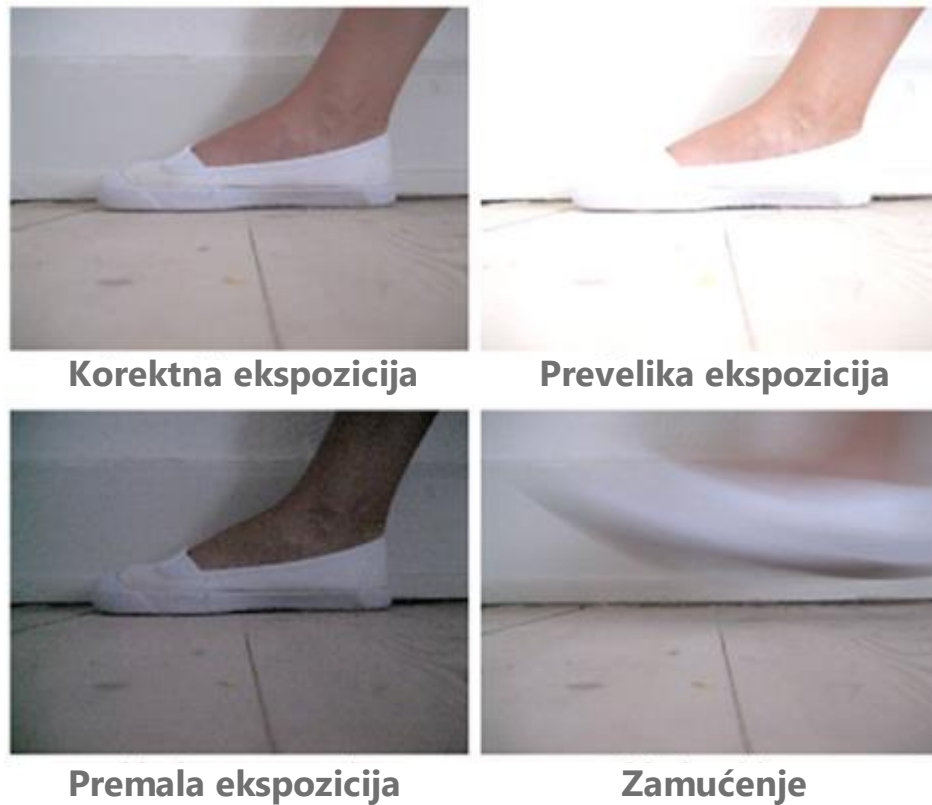 Korektna ekspozicija
Prevelika ekspozicija
Premala ekspozicija
Zamućenje